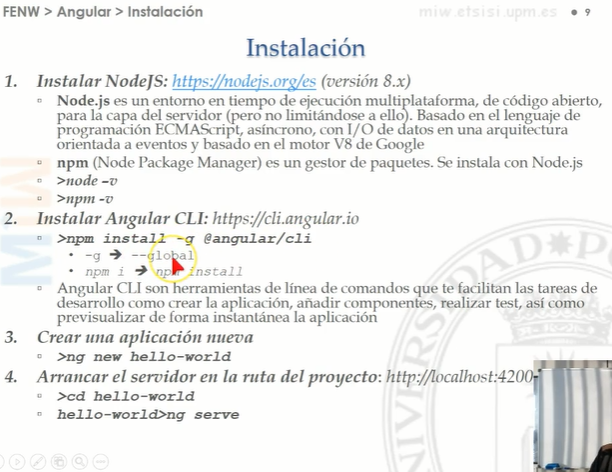 FENW > Angular > Instalación
miw.etsisi.upm.es ● 9
Instalación
1. Instalar NodeJS: https://nodejs.org/es (versión 8.x)
▫ Node.js es un entorno en tiempo de ejecución multiplataforma, de código abierto,
para la capa del servidor (pero no limitándose a ello). Basado en el lenguaje de
programación ECMAScript, asíncrono, con I/O de datos en una arquitectura
orientada a eventos y basado en el motor V8 de Google
▫ npm (Node Package Manager) es un gestor de paquetes. Se instala con Node.js
▫ >node –v
▫ >npm -v
2. Instalar Angular CLI: https://cli.angular.io
▫ >npm install -g @angular/cli
• -g ➔ --global
• npm i ➔ npm install
▫ Angular CLI son herramientas de línea de comandos que te facilitan las tareas de
desarrollo como crear la aplicación, añadir componentes, realizar test, así como
previsualizar de forma instantánea la aplicación
3. Crear una aplicación nueva
▫ >ng new hello-world
4. Arrancar el servidor en la ruta del proyecto: http://localhost:4200
▫ >cd hello-world
▫ hello-world>ng serve